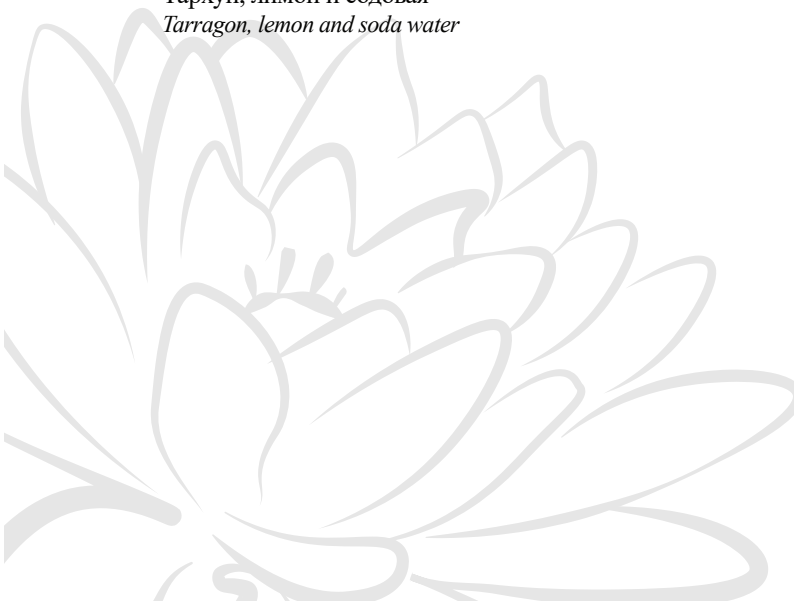 Тархун, лимон и содовая
Tarragon, lemon and soda water